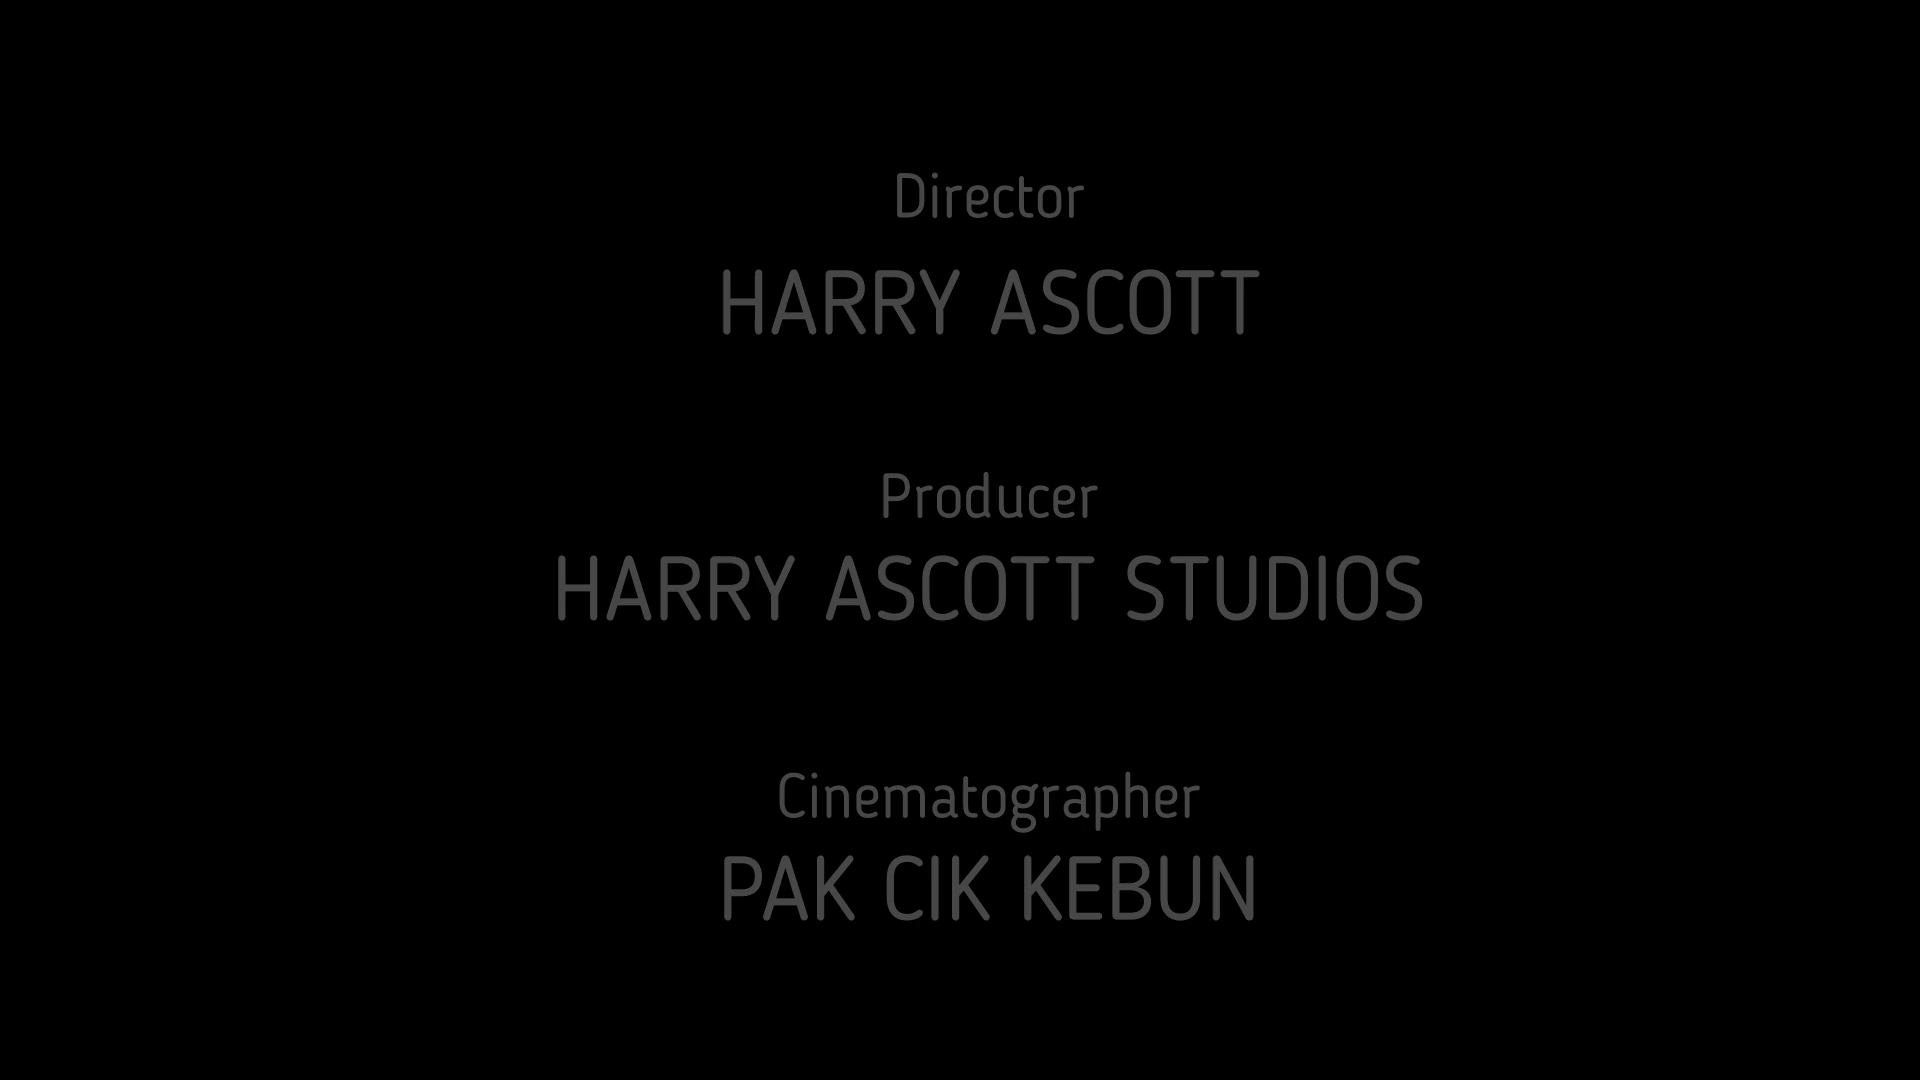 Director
HARRY ASCOTT
Producer
HARRY ASCOTT STUDIOS
Cinematographer
PAK CIK KEBUN